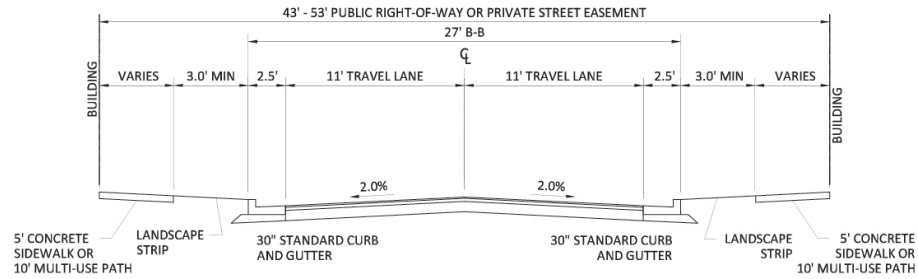 43' - 53' PUBLIC RIGHT-OF-WAY OR PRIVATE STREET EASEMENT
27' B-B
℄
BUILDING
VARIES
3.0' MIN
2.5'
11' TRAVEL LANE
11' TRAVEL LANE
2.5'
3.0' MIN
VARIES
BUILDING
2.0%
2.0%
5' CONCRETE
SIDEWALK OR
10' MULTI-USE PATH
LANDSCAPE
STRIP
30" STANDARD CURB
AND GUTTER
30" STANDARD CURB
AND GUTTER
LANDSCAPE
STRIP
5' CONCRETE
SIDEWALK OR
10' MULTI-USE PATH